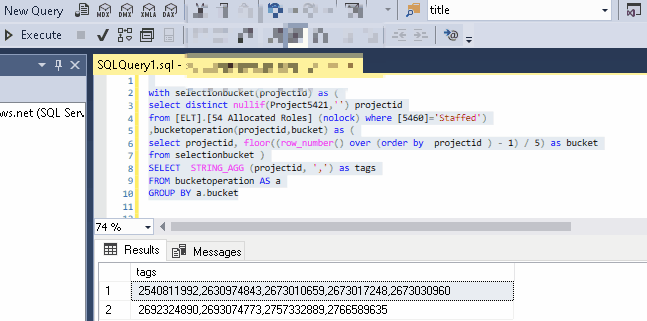 New Query MDX DMX XMLA DAX title
Execute
SQLQuery1.sql -
ws.net (SQL Serv
1
2 with selectionbucket(projectid) as (
3 select distinct nullif(Project5421,'') projectid
4 from [ELT].[54 Allocated Roles] (nolock) where [5460]='Staffed')
5 ,bucketoperation(projectid,bucket) as (
6 select projectid, floor((row_number() over (order by projectid ) - 1) / 5) as bucket
7 from selectionbucket )
8 SELECT STRING_AGG (projectid, ',') as tags
9 FROM bucketoperation AS a
10 GROUP BY a.bucket
11
74 %
Results Messages
tags
1 2540811992,2630974843,2673010659,2673017248,2673030960
2 2692324890,2693074773,2757332889,2766589635